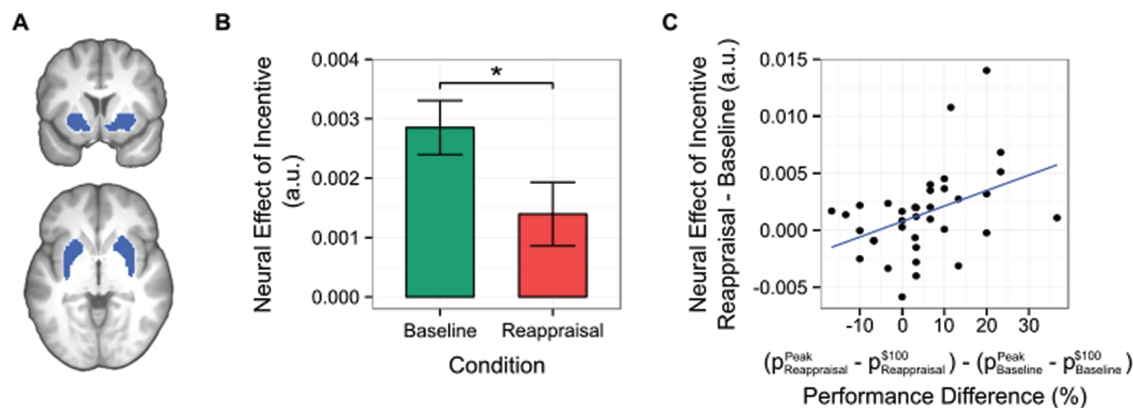 A
B
Neural Effect of Incentive
(a.u.)
0.004
0.003
0.002
0.001
0.000
*
Baseline
Reappraisal
Condition
C
Neural Effect of Incentive
Reappraisal - Baseline (a.u.)
0.015
0.010
0.005
0.000
-0.005
-10 0 10 20 30
(p^Peak_Reappraisal - p^$100_Reappraisal) - (p^Peak_Baseline - p^$100_Baseline)
Performance Difference (%)